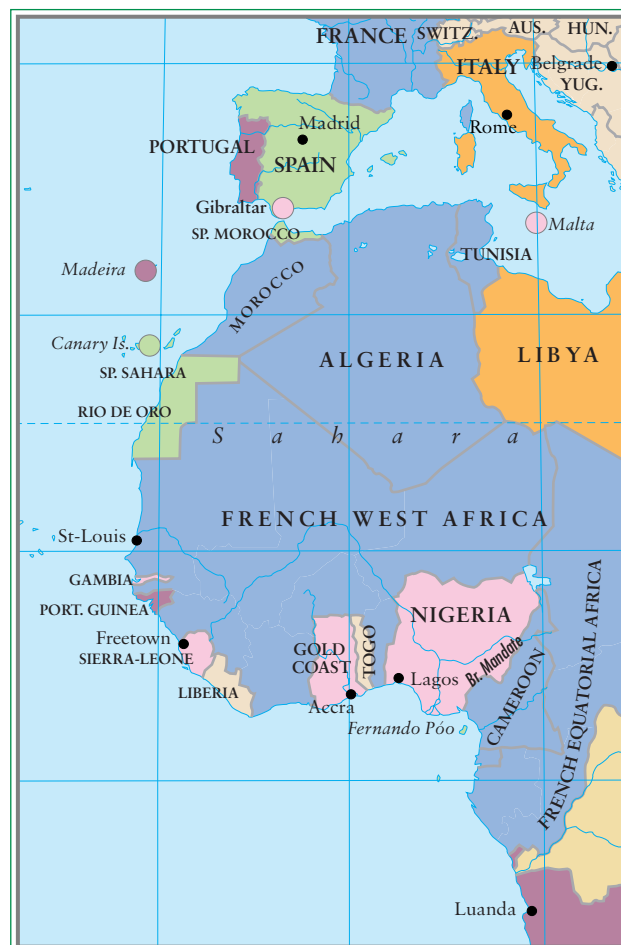 FRANCE
SWITZ.
AUS.
HUN.
ITALY
Belgrade
YUG.
Madrid
Rome
PORTUGAL
SPAIN
Gibraltar
Malta
SP. MOROCCO
TUNISIA
Madeira
MOROCCO
Canary Is.
ALGERIA
LIBYA
SP. SAHARA
RIO DE ORO
Sahara
FRENCH WEST AFRICA
St-Louis
GAMBIA
PORT. GUINEA
NIGERIA
Freetown
SIERRA-LEONE
GOLD
COAST
TOGO
Br. Mandate
LIBERIA
Accra
Lagos
CAMEROON
FRENCH EQUATORIAL AFRICA
Fernando Póo
Luanda